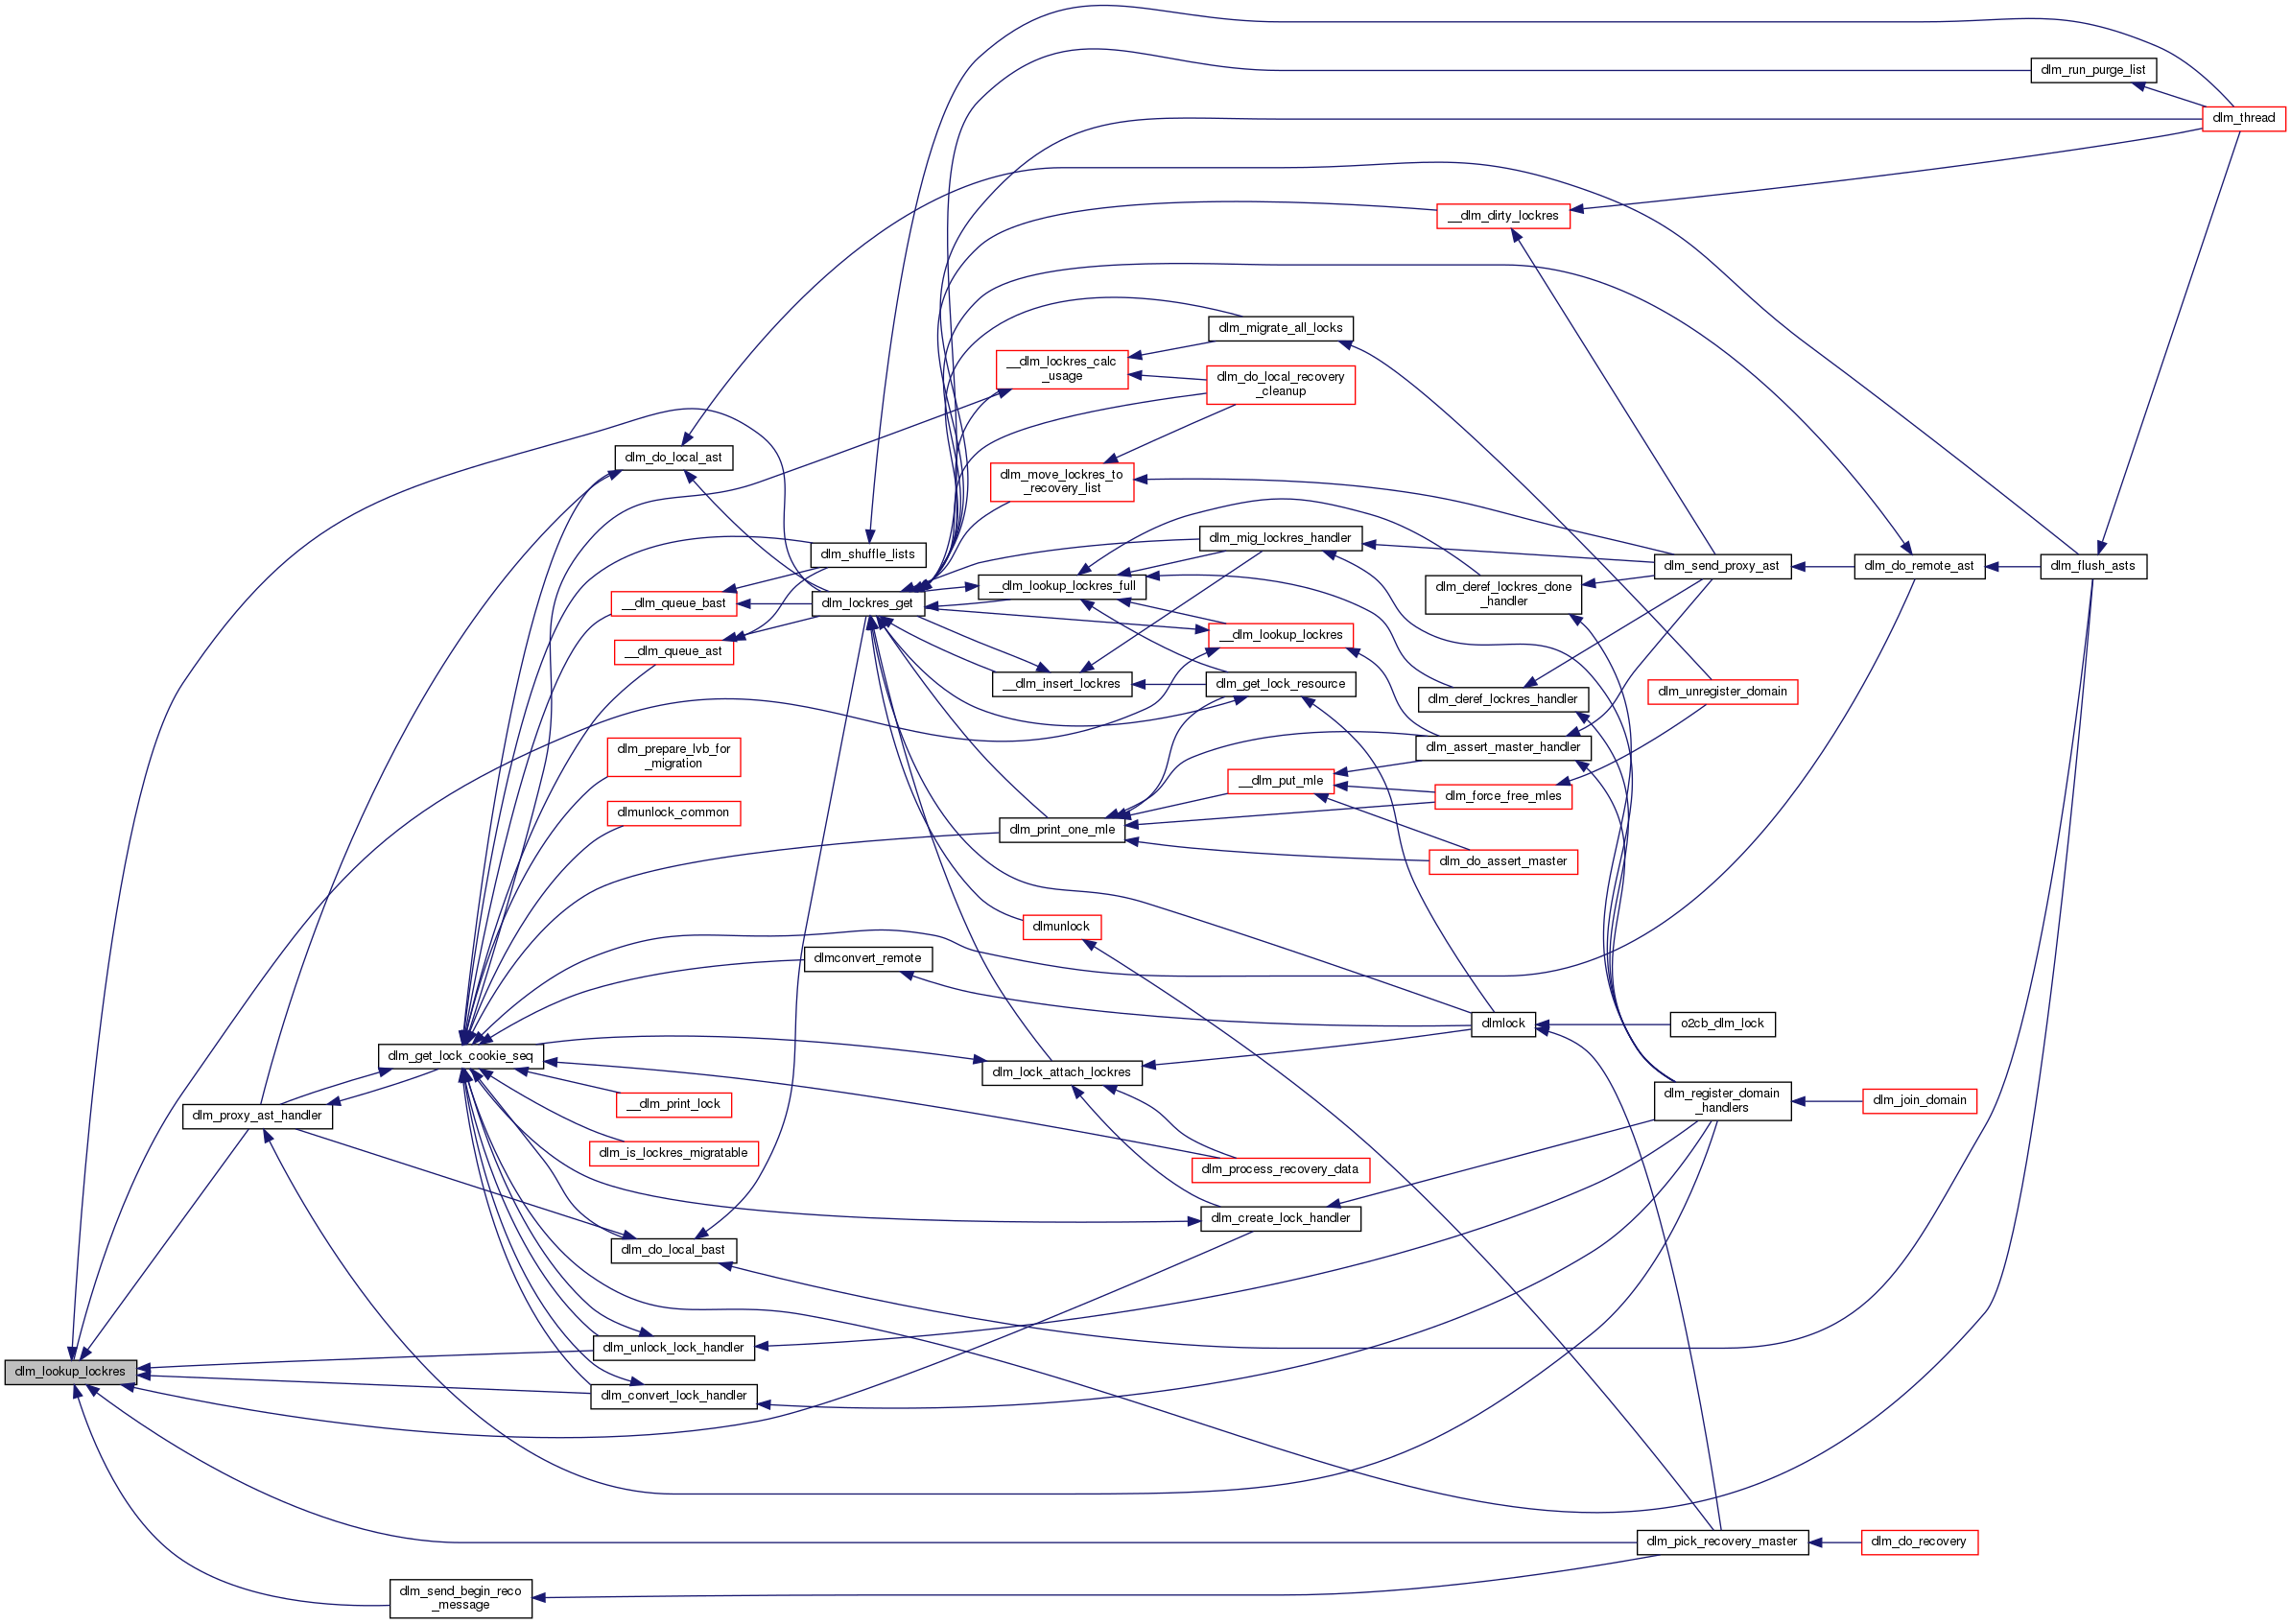 dlm_run_purge_list
dlm_thread
__dlm_dirty_lockres
dlm_migrate_all_locks
__dlm_lockres_calc
_usage
dlm_do_local_recovery
_cleanup
dlm_do_local_ast
dlm_move_lockres_to
_recovery_list
dlm_shuffle_lists
dlm_mig_lockres_handler
dlm_send_proxy_ast
dlm_do_remote_ast
dlm_flush_asts
__dlm_lookup_lockres_full
dlm_deref_lockres_done
_handler
__dlm_queue_bast
dlm_lockres_get
__dlm_queue_ast
__dlm_lookup_lockres
__dlm_insert_lockres
dlm_get_lock_resource
dlm_deref_lockres_handler
dlm_unregister_domain
dlm_prepare_lvb_for
_migration
dlm_assert_master_handler
__dlm_put_mle
dlm_force_free_mles
dlmunlock_common
dlm_print_one_mle
dlm_do_assert_master
dlmunlock
dlmconvert_remote
dlmlock
o2cb_dlm_lock
dlm_get_lock_cookie_seq
dlm_lock_attach_lockres
dlm_proxy_ast_handler
__dlm_print_lock
dlm_register_domain
_handlers
dlm_join_domain
dlm_is_lockres_migratable
dlm_process_recovery_data
dlm_create_lock_handler
dlm_do_local_bast
dlm_unlock_lock_handler
dlm_lookup_lockres
dlm_convert_lock_handler
dlm_pick_recovery_master
dlm_do_recovery
dlm_send_begin_reco
_message